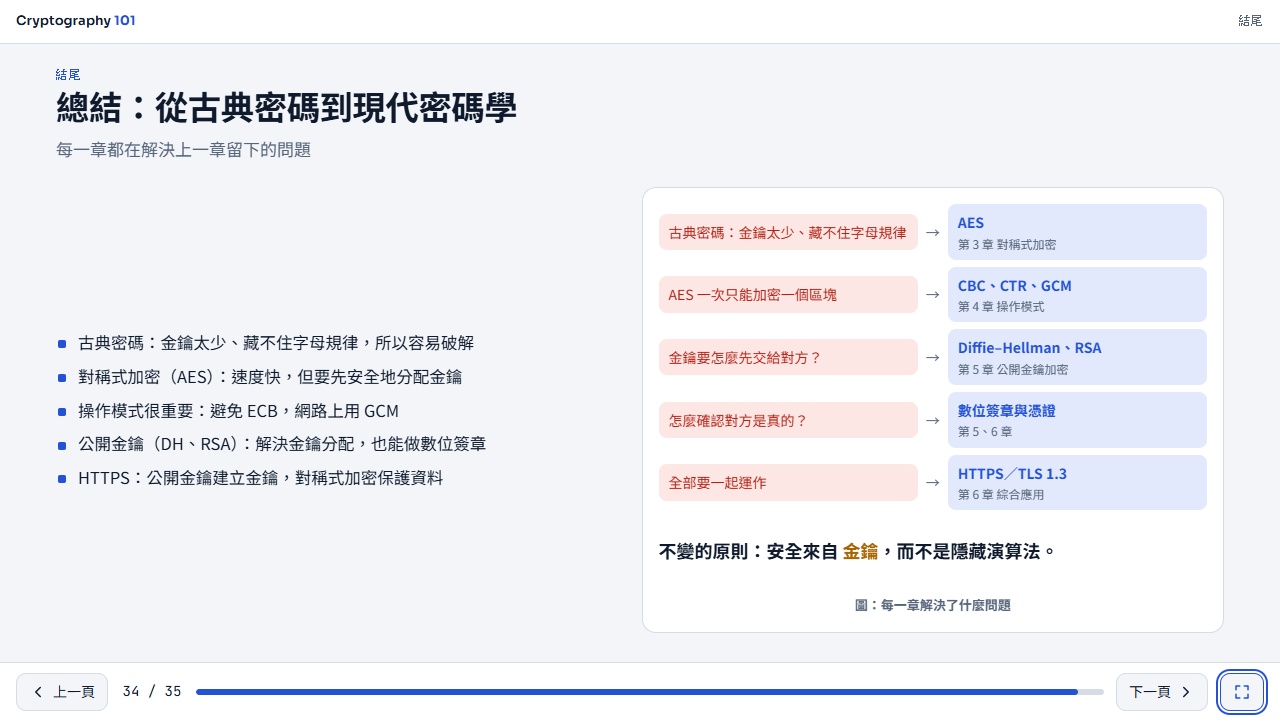 Cryptography 101
結尾
結尾
總結：從古典密碼到現代密碼學
每一章都在解決上一章留下的問題
古典密碼：金鑰太少、藏不住字母規律，所以容易破解
對稱式加密（AES）：速度快，但要先安全地分配金鑰
操作模式很重要：避免 ECB，網路上用 GCM
公開金鑰（DH、RSA）：解決金鑰分配，也能做數位簽章
HTTPS：公開金鑰建立金鑰，對稱式加密保護資料
古典密碼：金鑰太少、藏不住字母規律
→
AES
第 3 章 對稱式加密
AES 一次只能加密一個區塊
→
CBC、CTR、GCM
第 4 章 操作模式
金鑰要怎麼先交給對方？
→
Diffie–Hellman、RSA
第 5 章 公開金鑰加密
怎麼確認對方是真的？
→
數位簽章與憑證
第 5、6 章
全部要一起運作
→
HTTPS／TLS 1.3
第 6 章 綜合應用
不變的原則：安全來自 金鑰，而不是隱藏演算法。
圖：每一章解決了什麼問題
上一頁
34 / 35
下一頁